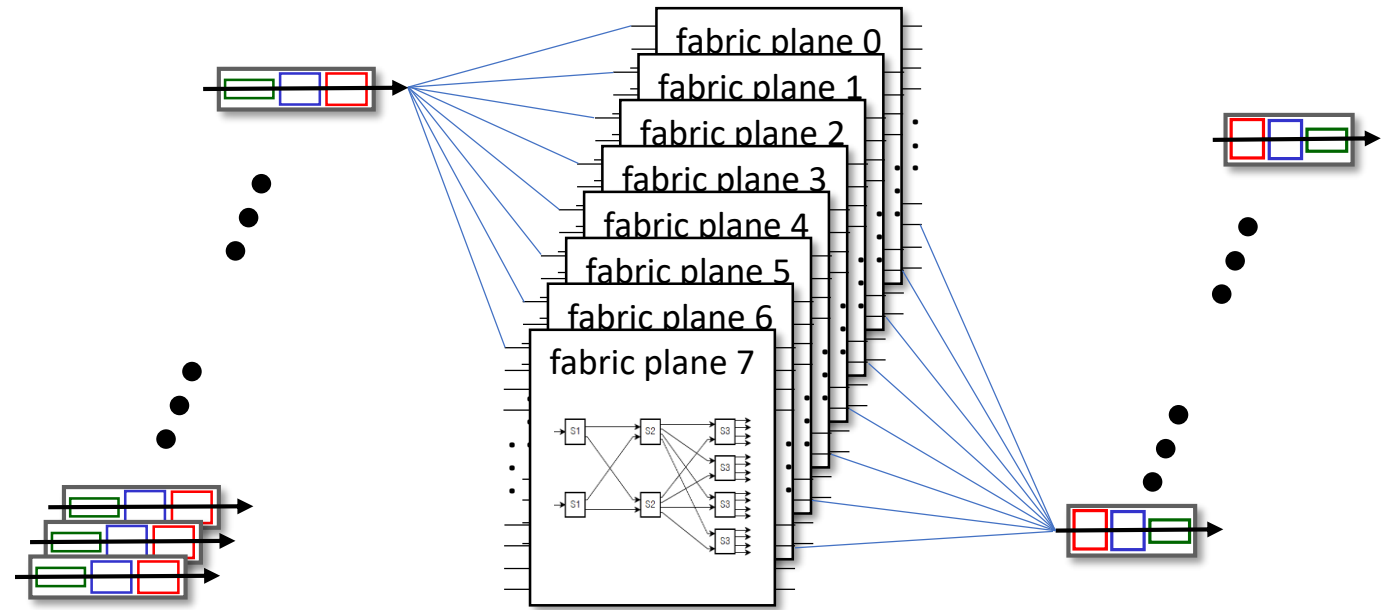 fabric plane 0
fabric plane 1
fabric plane 2
fabric plane 3
fabric plane 4
fabric plane 5
fabric plane 6
fabric plane 7
S1 S2 S3
S3
S1 S2 S3
S3